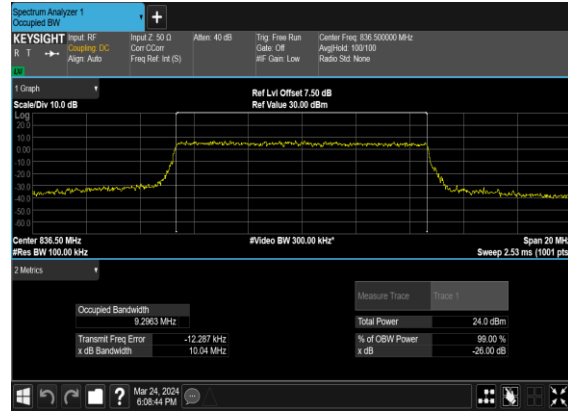 Spectrum Analyzer 1
Occupied BW
KEYSIGHT
R T
LM
Input: RF
Coupling: DC
Align: Auto
Input Z: 50 Ω
Corr CCorr
Freq Ref: Int (S)
Atten: 40 dB
Trig: Free Run
Gate: Off
#IF Gain: Low
Center Freq: 836.500000 MHz
Avg|Hold: 100/100
Radio Std: None
1 Graph
Scale/Div 10.0 dB
Ref Lvl Offset 7.50 dB
Ref Value 30.00 dBm
Log
20.0
10.0
0.00
-10.0
-20.0
-30.0
-40.0
-50.0
-60.0
Center 836.50 MHz
#Res BW 100.00 kHz
#Video BW 300.00 kHz*
Span 20 MHz
Sweep 2.53 ms (1001 pts
2 Metrics
Occupied Bandwidth
9.2963 MHz
Transmit Freq Error -12.287 kHz
x dB Bandwidth 10.04 MHz
Measure Trace Trace 1
Total Power 24.0 dBm
% of OBW Power 99.00 %
x dB -26.00 dB
?
Mar 24, 2024
6:08:44 PM